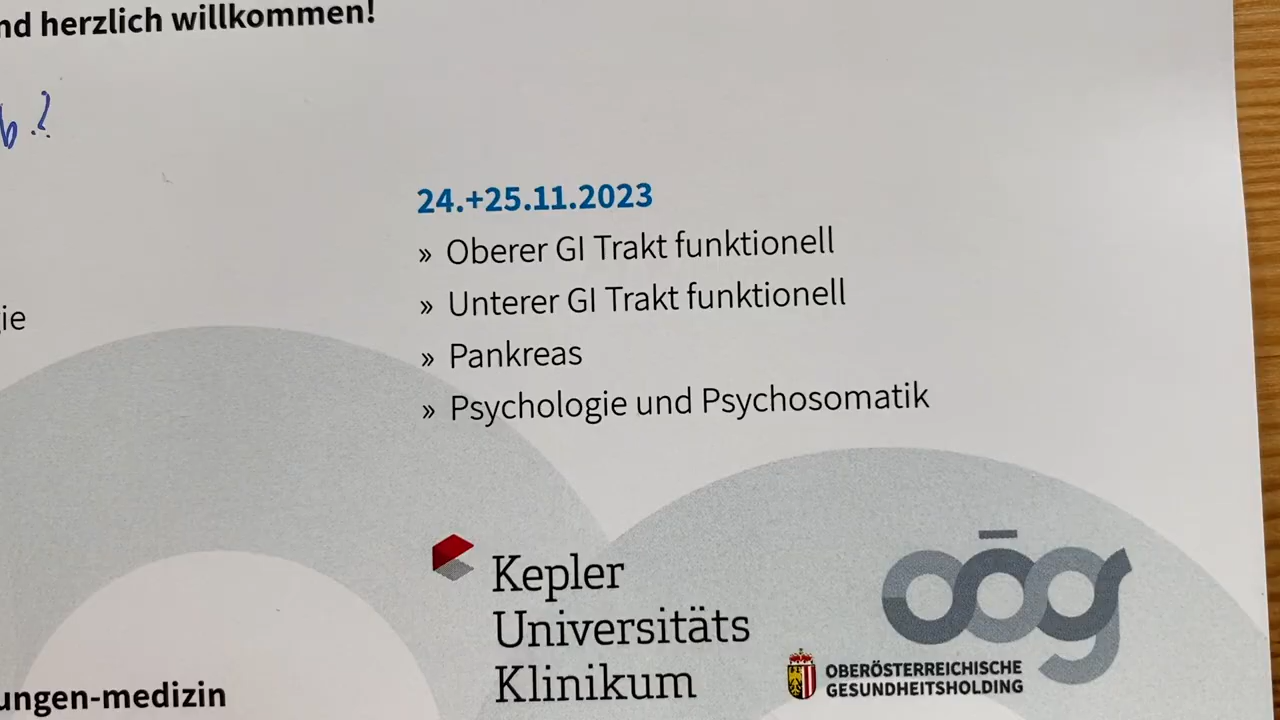 nd herzlich willkommen!
24.+25.11.2023
» Oberer GI Trakt funktionell
» Unterer GI Trakt funktionell
» Pankreas
» Psychologie und Psychosomatik
ie
Kepler
Universitäts
Klinikum
oög
OBERÖSTERREICHISCHE
GESUNDHEITSHOLDING
ungen-medizin